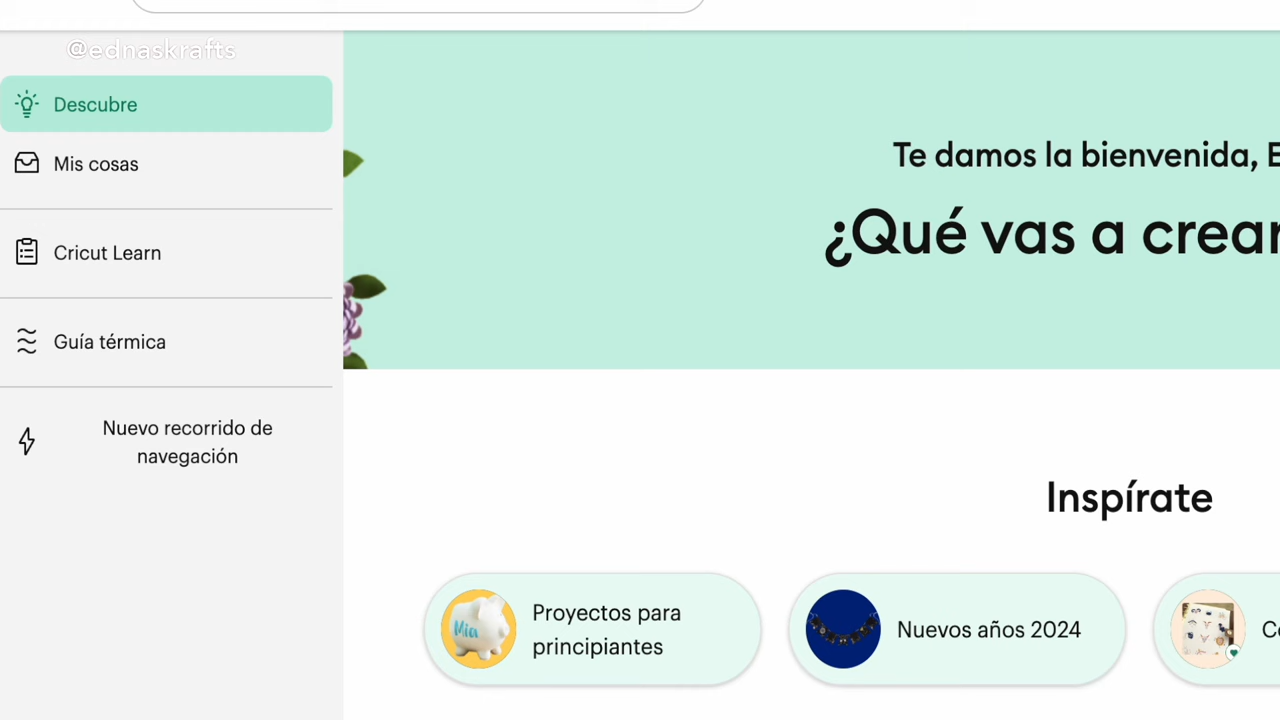 @ednaskrafts
Descubre
Mis cosas
Cricut Learn
Guía térmica
Nuevo recorrido de
navegación
Te damos la bienvenida, E
¿Qué vas a crear
Inspírate
Proyectos para
principiantes
Mia
Nuevos años 2024